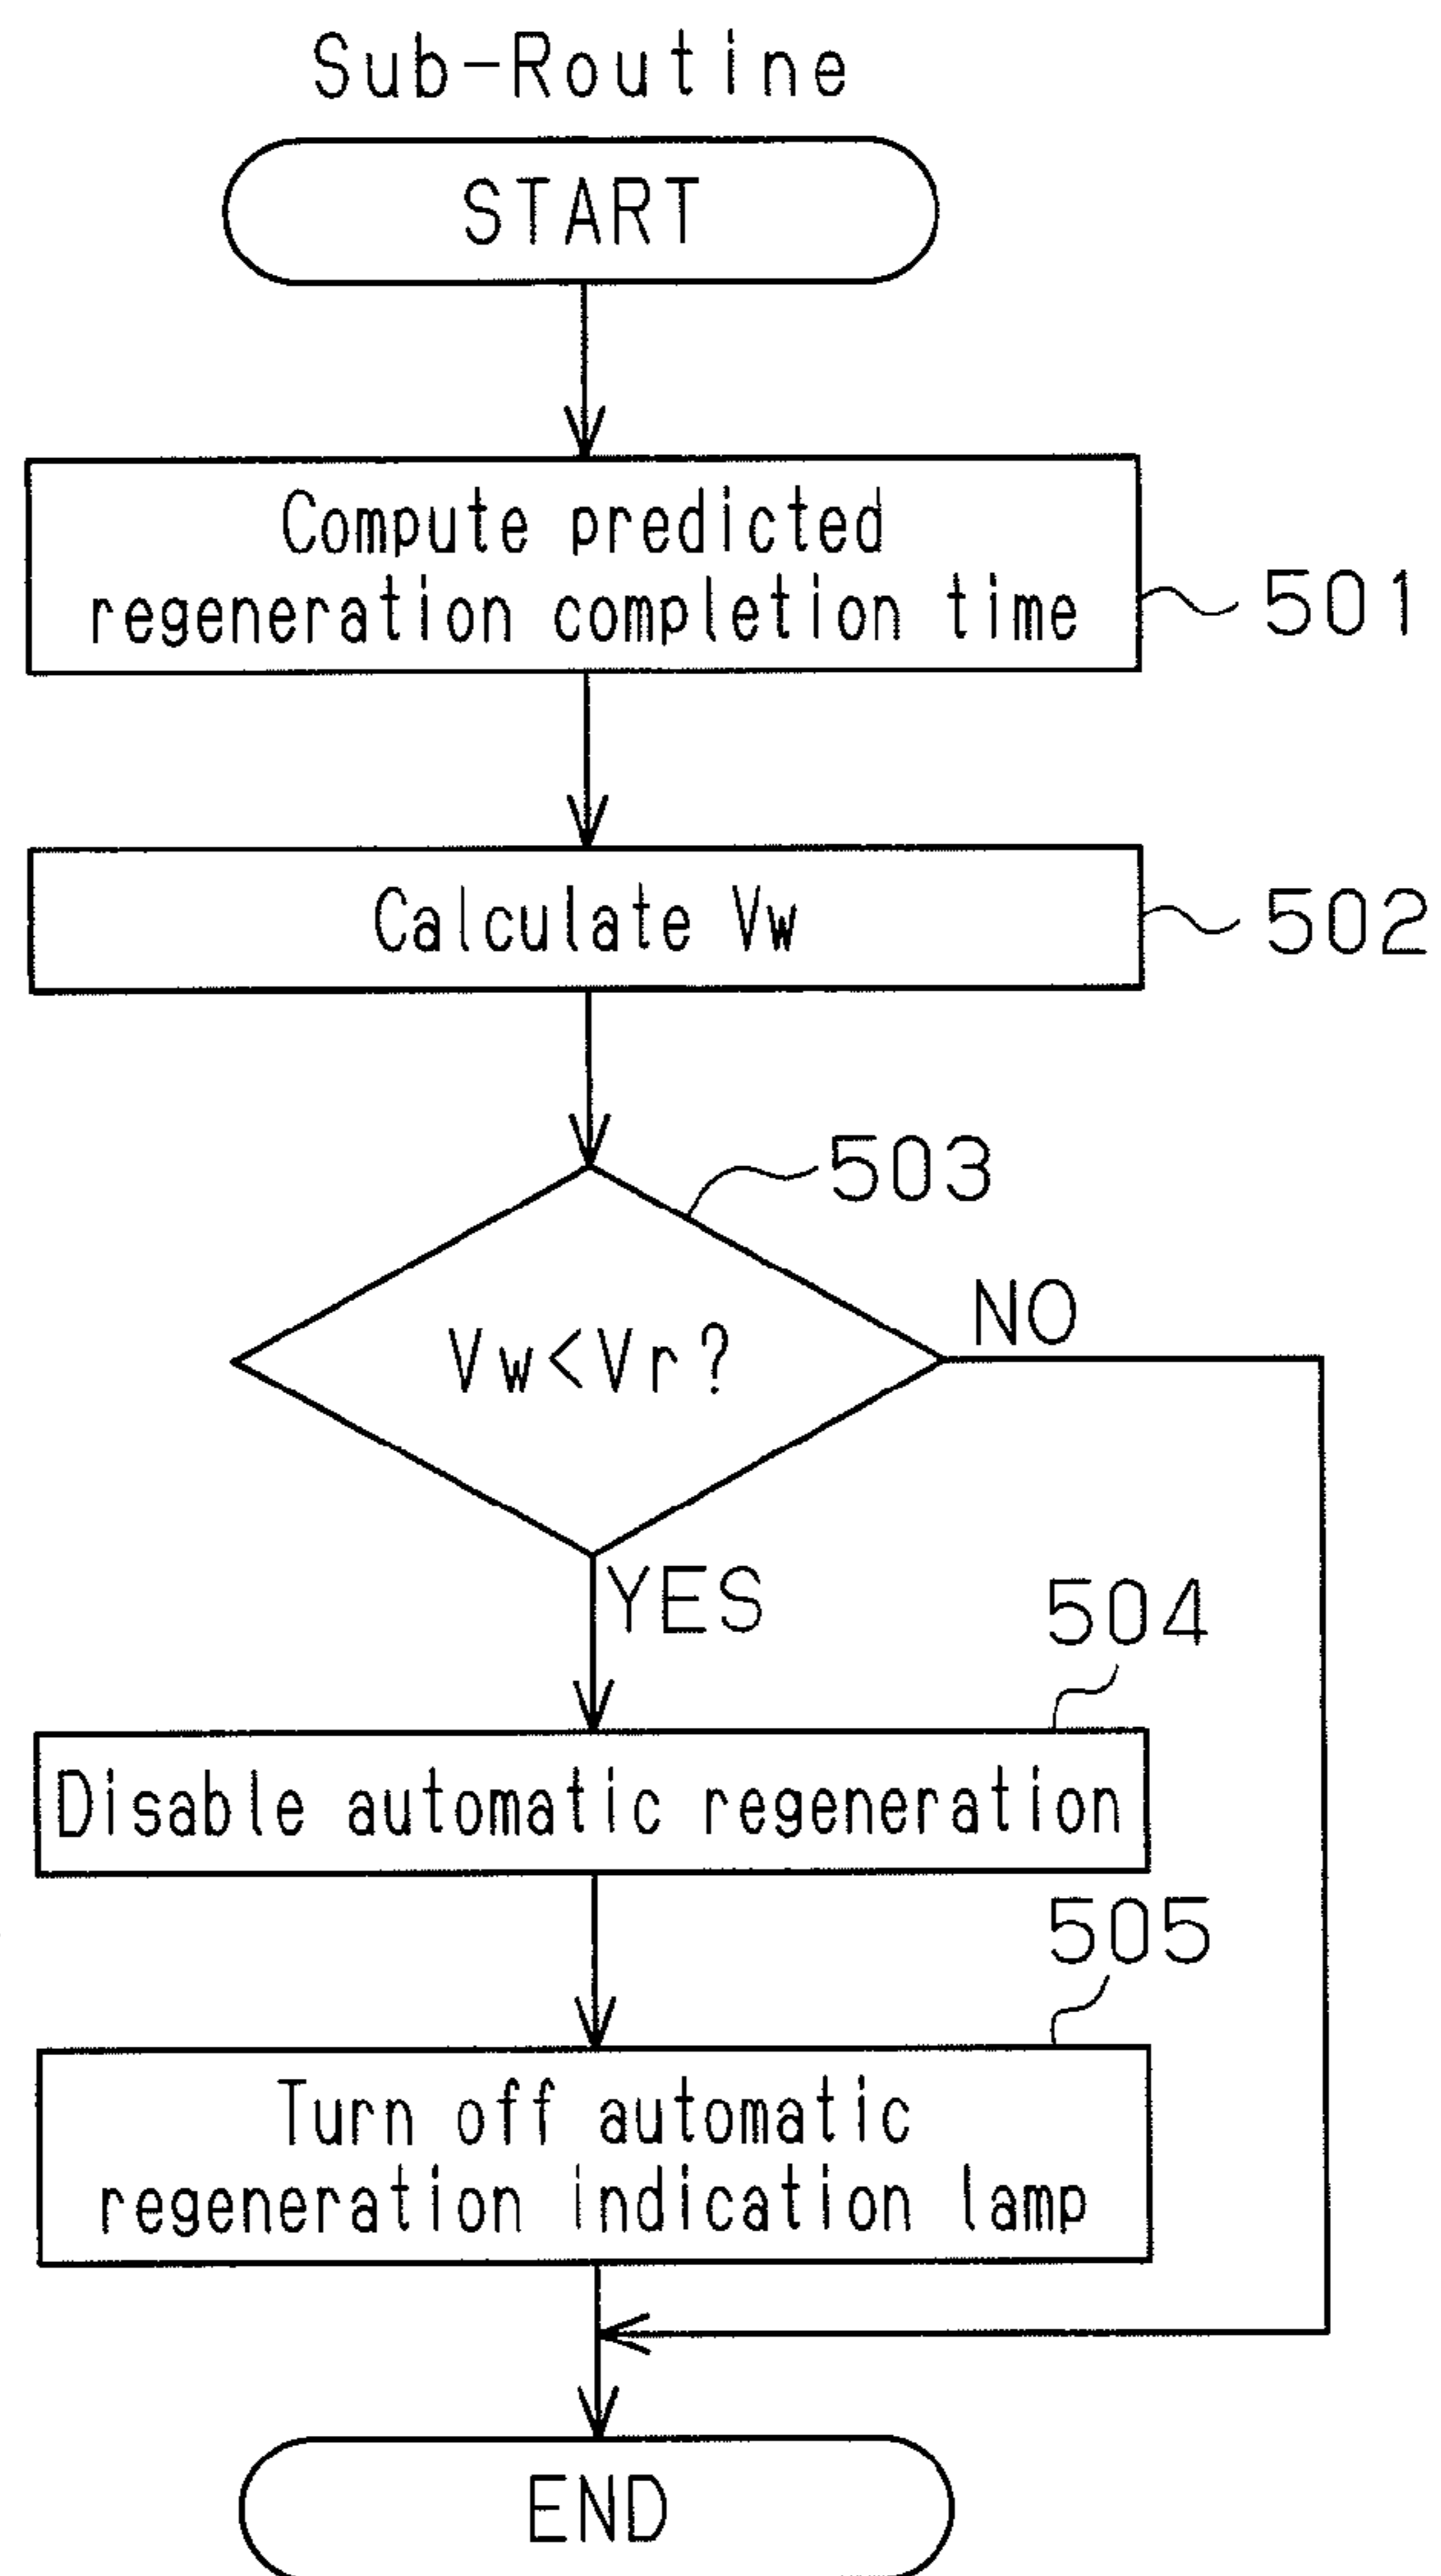 Sub-Routine
START
Compute predicted
regeneration completion time
501
Calculate Vw
502
503
Vw<Vr?
NO
YES
504
Disable automatic regeneration
505
Turn off automatic
regeneration indication lamp
END